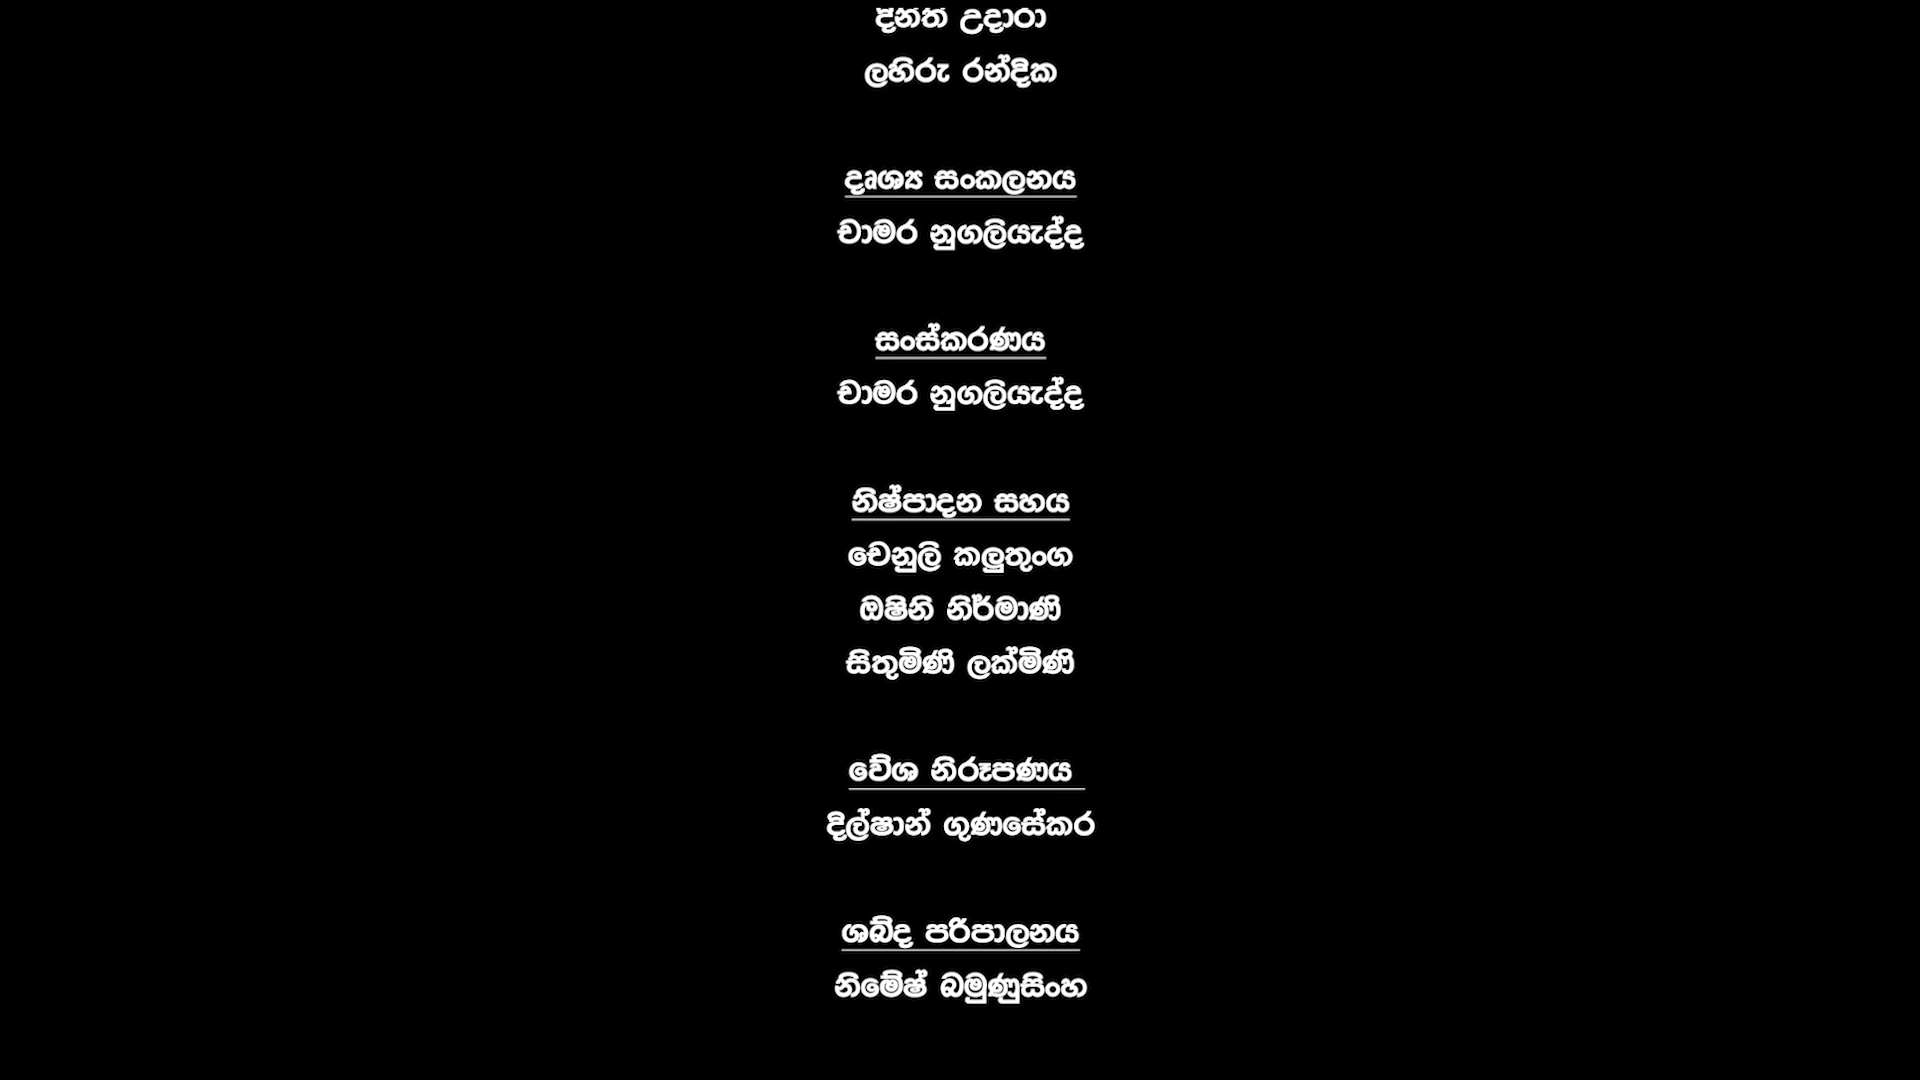 උදාරා
ලහිරු රන්දික
දෘශ්‍ය සංකලනය
චාමර නුගලියැද්ද
සංස්කරණය
චාමර නුගලියැද්ද
නිෂ්පාදන සහය
චෙනුලි කලුතුංග
ඔෂිනි නිර්මාණි
සිතුමිණි ලක්මිණි
වේශ නිරූපණය
දිල්ෂාන් ගුණසේකර
ශබ්ද පරිපාලනය
නිමේෂ් බමුණුසිංහ